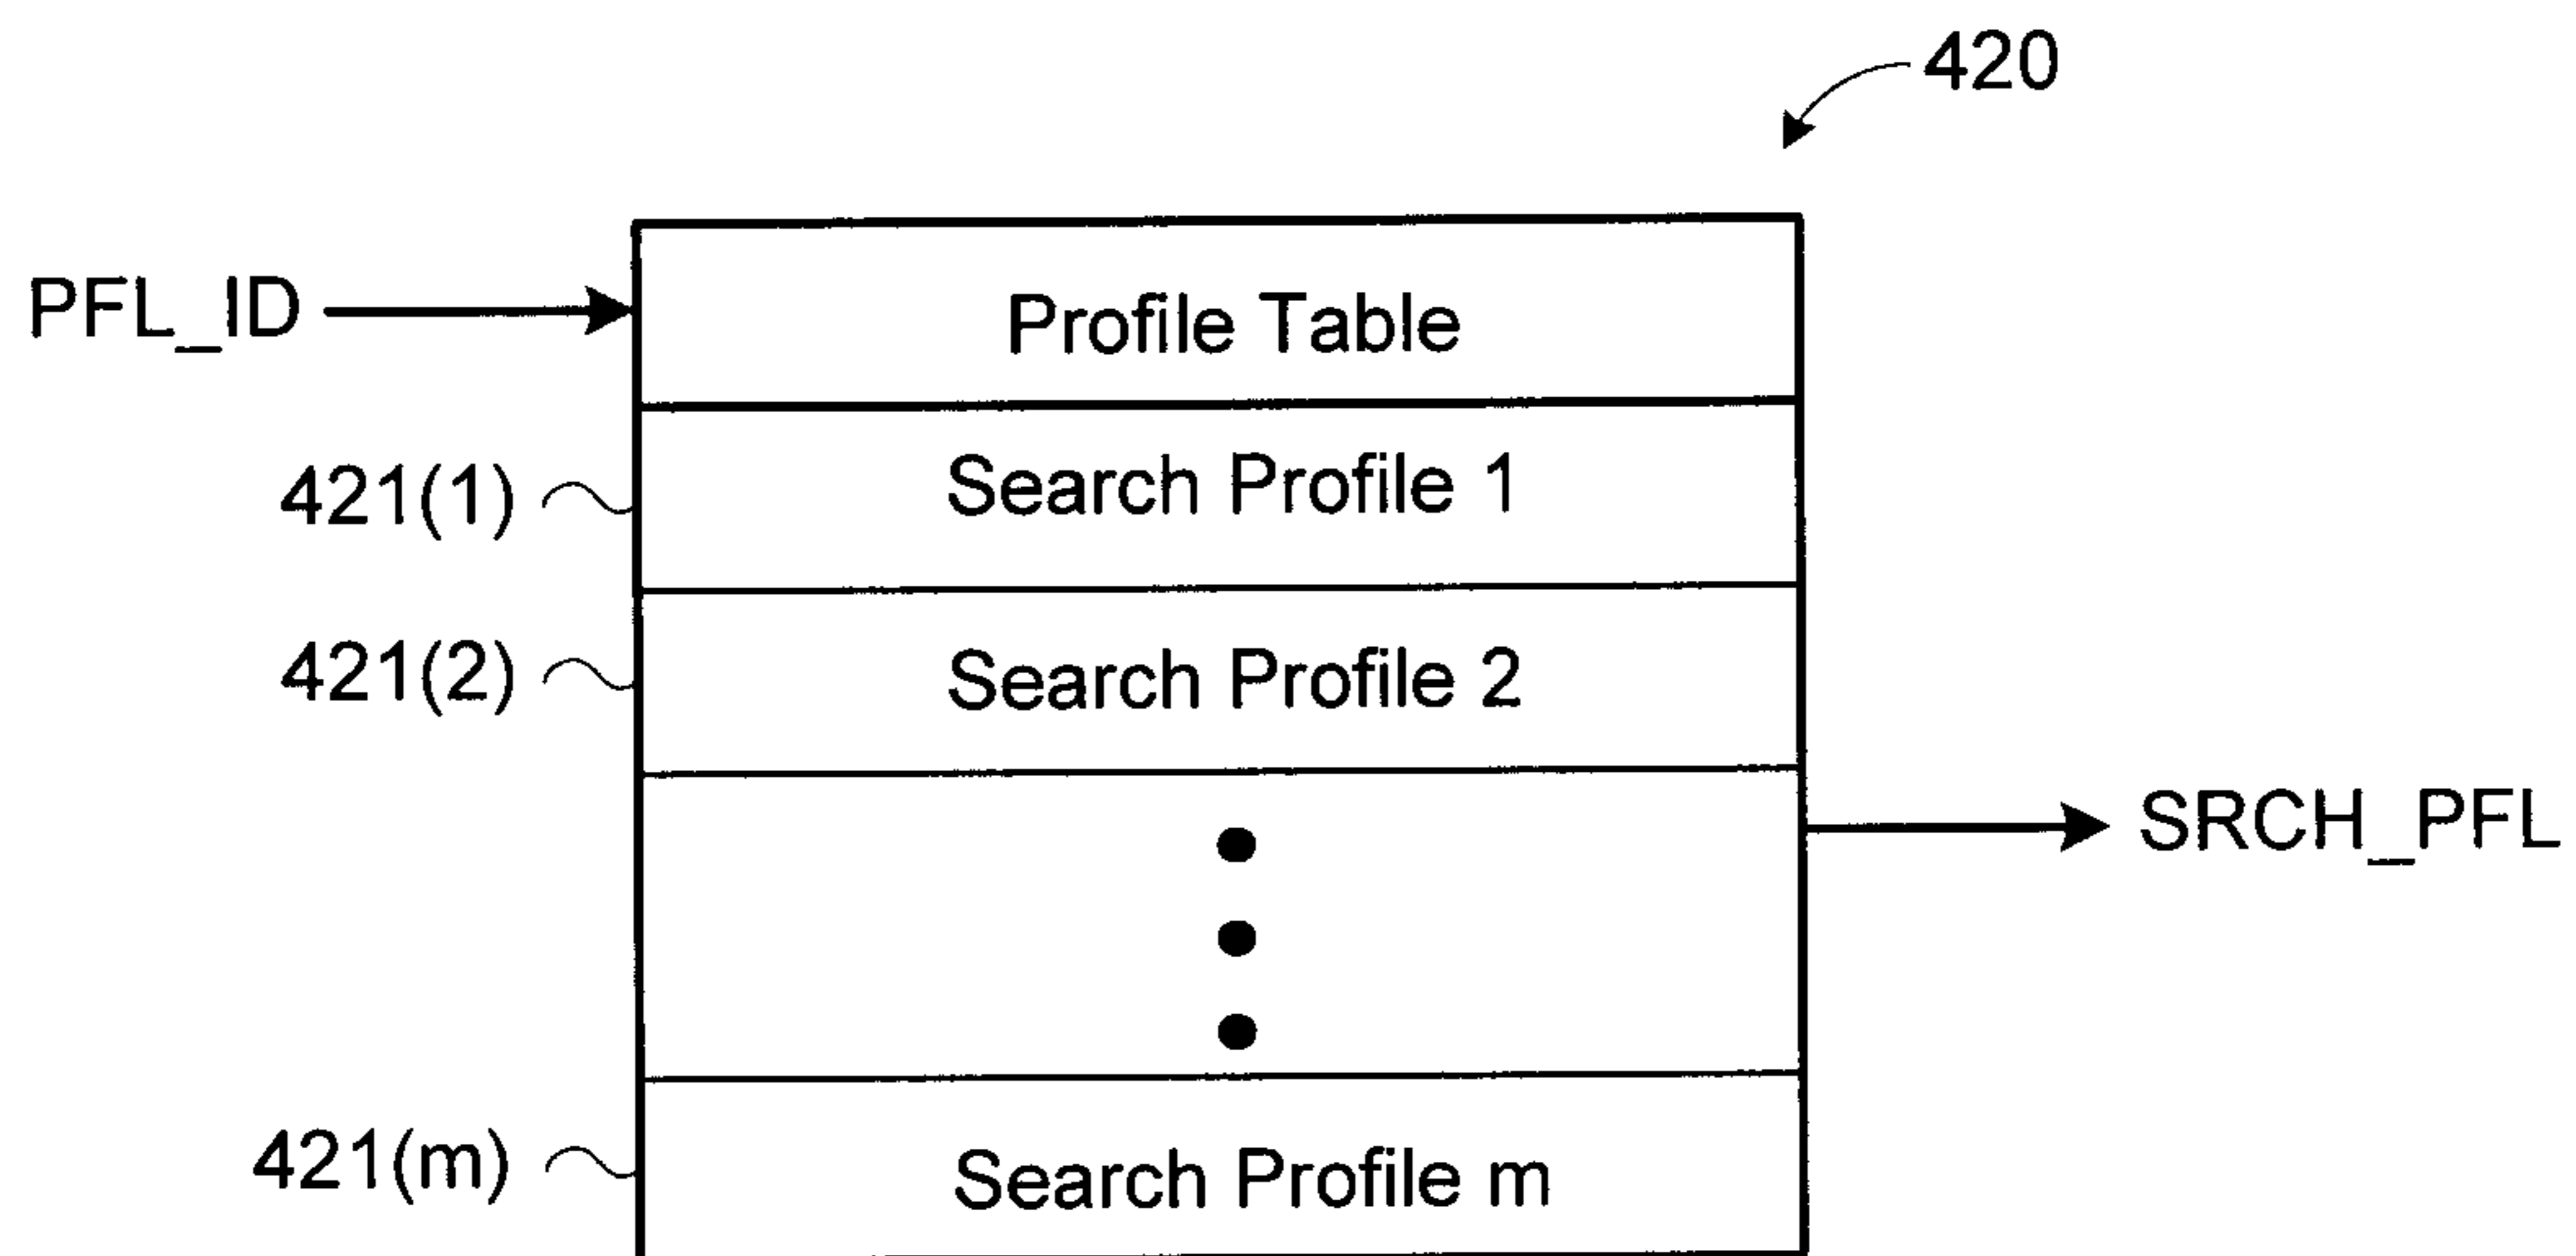 420
PFL_ID
Profile Table
421(1)
Search Profile 1
421(2)
Search Profile 2
SRCH_PFL
421(m)
Search Profile m